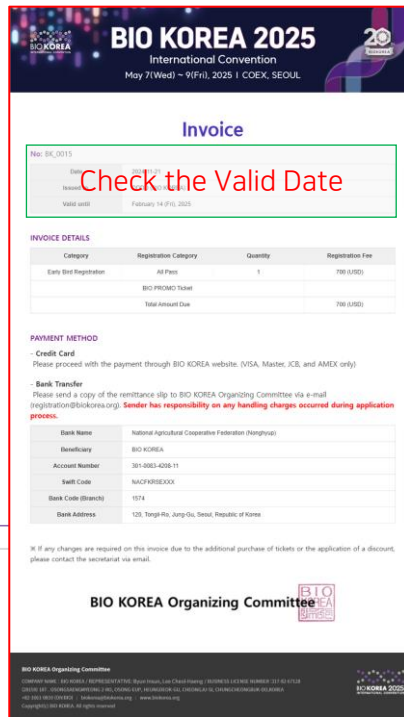 BIO KOREA
BIO KOREA 2025
20
International Convention
May 7(Wed) ~ 9(Fri), 2025 I COEX, SEOUL
Invoice
No: BK_0015
Date
Check the Valid Date
Valid until February 14 (Fri), 2025
INVOICE DETAILS
Category Registration Category Quantity Registration Fee
Early Bird Registration All Pass 1 700 (USD)
BIO PROMO Ticket
Total Amount Due 700 (USD)
PAYMENT METHOD
- Credit Card
Please proceed with the payment through BIO KOREA website. (VISA, Master, JCB, and AMEX only)
- Bank Transfer
Please send a copy of the remittance slip to BIO KOREA Organizing Committee via e-mail
(registration@biokorea.org). Sender has responsibility on any handling charges occurred during application
process.
Bank Name National Agricultural Cooperative Federation (Nonghyup)
Beneficiary BIO KOREA
Account Number 301-0083-4208-11
Swift Code NACFKRSEXXX
Bank Code (Branch) 1574
Bank Address 120, Tongil-Ro, Jung-Gu, Seoul, Republic of Korea
※ If any changes are required on this invoice due to the additional purchase of tickets or the application of a discount,
please contact the secretariat via email.
BIO KOREA Organizing Committee
BIO KOREA Organizing Committee
Copyright(c) BIO KOREA. All rights reserved
BIO KOREA 2025